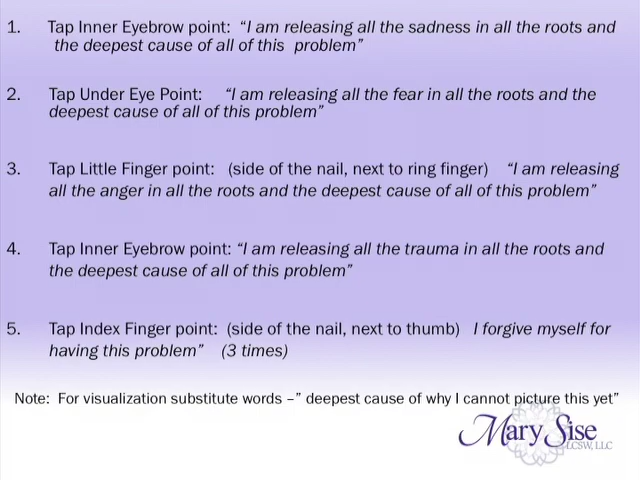 1. Tap Inner Eyebrow point: “I am releasing all the sadness in all the roots and
the deepest cause of all of this problem”
2. Tap Under Eye Point: “I am releasing all the fear in all the roots and the
deepest cause of all of this problem”
3. Tap Little Finger point: (side of the nail, next to ring finger) “I am releasing
all the anger in all the roots and the deepest cause of all of this problem”
4. Tap Inner Eyebrow point: “I am releasing all the trauma in all the roots and
the deepest cause of all of this problem”
5. Tap Index Finger point: (side of the nail, next to thumb) I forgive myself for
having this problem” (3 times)
Note: For visualization substitute words –” deepest cause of why I cannot picture this yet”
Mary Sise
LCSW, LLC